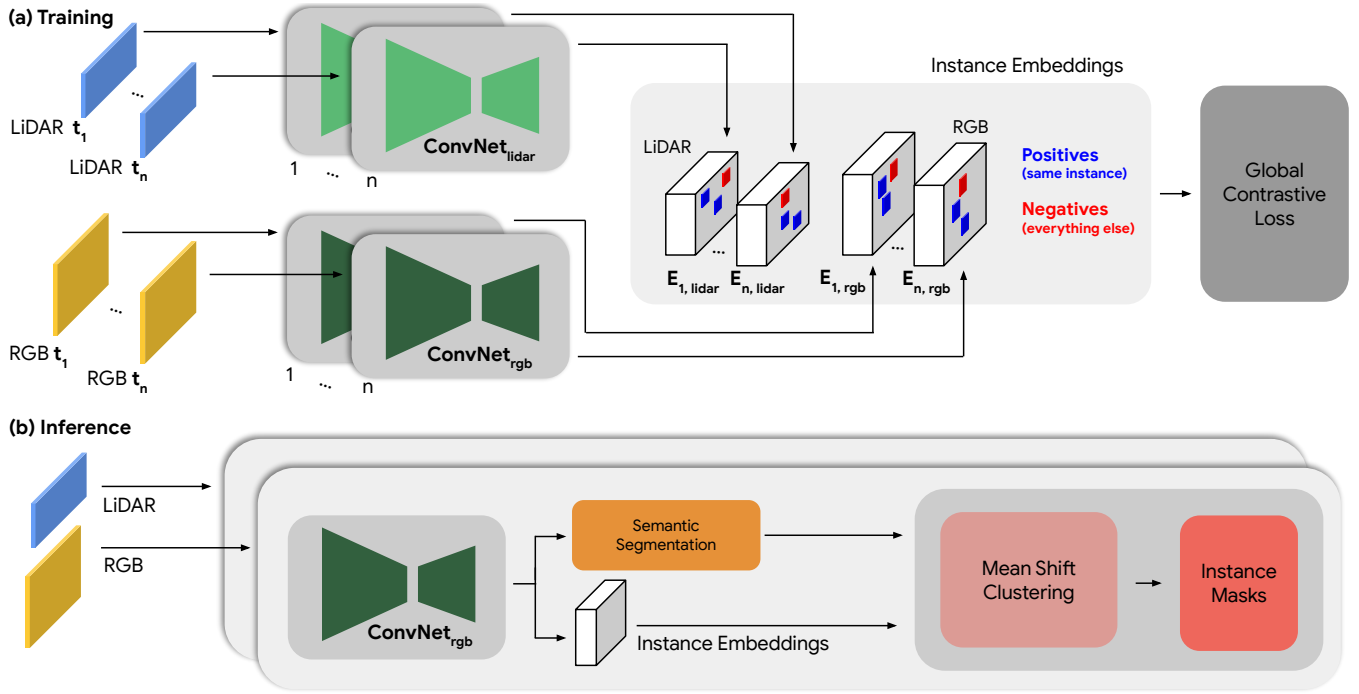 (a) Training
LiDAR t1
...
LiDAR tn
1 ... n
ConvNetlidar
RGB t1
...
RGB tn
1 ... n
ConvNetrgb
Instance Embeddings
LiDAR
RGB
...
...
E1, lidar
En, lidar
E1, rgb
En, rgb
Positives
(same instance)
Negatives
(everything else)
Global
Contrastive
Loss
(b) Inference
LiDAR
RGB
ConvNetrgb
Semantic
Segmentation
Instance Embeddings
Mean Shift
Clustering
Instance
Masks